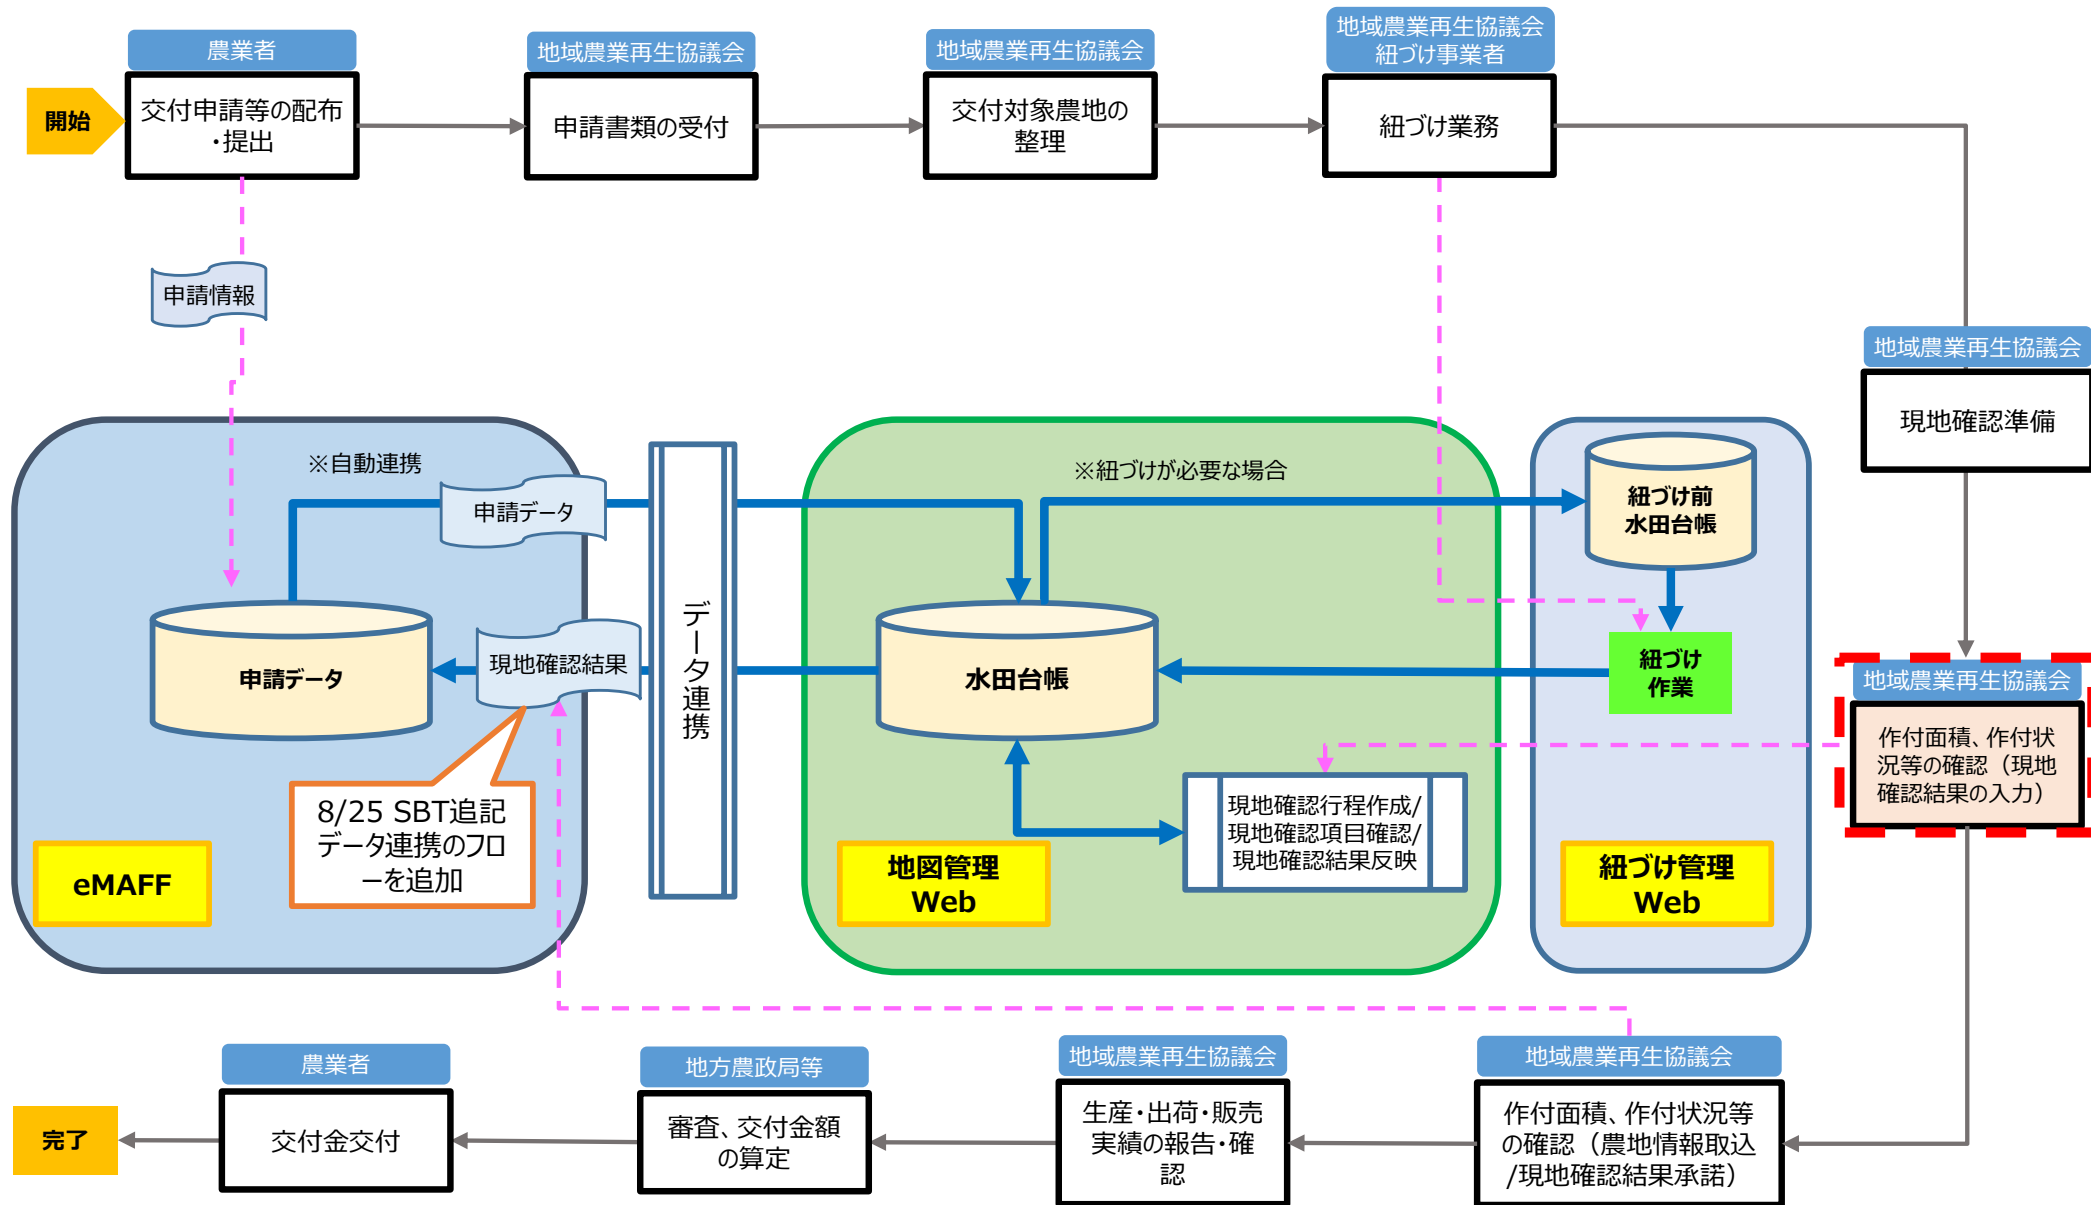 農業者
地域農業再生協議会
地域農業再生協議会
地域農業再生協議会
紐づけ事業者
開始
交付申請等の配布
・提出
申請書類の受付
交付対象農地の
整理
紐づけ業務
申請情報
地域農業再生協議会
現地確認準備
※自動連携
申請データ
データ連携
※紐づけが必要な場合
紐づけ前
水田台帳
申請データ
現地確認結果
水田台帳
紐づけ
作業
地域農業再生協議会
作付面積、作付状
況等の確認（現地
確認結果の入力）
8/25 SBT追記
データ連携のフロ
ーを追加
現地確認行程作成/
現地確認項目確認/
現地確認結果反映
eMAFF
地図管理
Web
紐づけ管理
Web
農業者
地方農政局等
地域農業再生協議会
地域農業再生協議会
完了
交付金交付
審査、交付金額
の算定
生産・出荷・販売
実績の報告・確
認
作付面積、作付状況等
の確認（農地情報取込
/現地確認結果承諾）